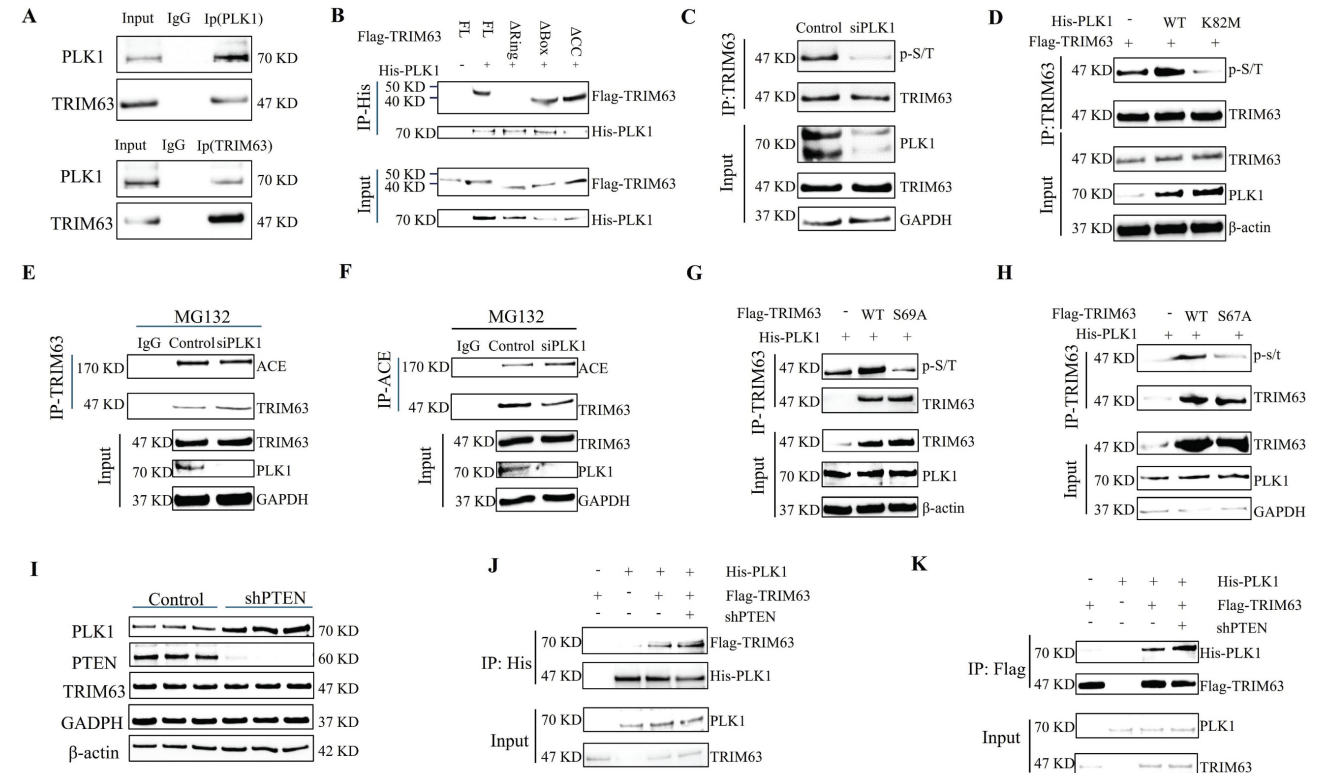 A
Input IgG Ip(PLK1)
PLK1 70 KD
TRIM63 47 KD
Input IgG Ip(TRIM63)
PLK1 70 KD
TRIM63 47 KD
B
Flag-TRIM63 FL FL ΔRing ΔBox ΔCC
His-PLK1 - + + + +
IP-His
50 KD
40 KD Flag-TRIM63
70 KD His-PLK1
Input
50 KD
40 KD Flag-TRIM63
70 KD His-PLK1
C
Control siPLK1
IP:TRIM63
47 KD p-S/T
47 KD TRIM63
Input
70 KD PLK1
47 KD TRIM63
37 KD GAPDH
D
His-PLK1 - WT K82M
Flag-TRIM63 + + +
IP:TRIM63
47 KD p-S/T
47 KD TRIM63
Input
47 KD TRIM63
70 KD PLK1
37 KD β-actin
E
MG132
IgG Control siPLK1
IP-TRIM63
170 KD ACE
47 KD TRIM63
Input
47 KD TRIM63
70 KD PLK1
37 KD GAPDH
F
MG132
IgG Control siPLK1
IP-ACE
170 KD ACE
47 KD TRIM63
Input
47 KD TRIM63
70 KD PLK1
37 KD GAPDH
G
Flag-TRIM63 - WT S69A
His-PLK1 + + +
IP-TRIM63
47 KD p-S/T
47 KD TRIM63
Input
47 KD TRIM63
70 KD PLK1
37 KD β-actin
H
Flag-TRIM63 - WT S67A
His-PLK1 + + +
IP-TRIM63
47 KD p-s/t
47 KD TRIM63
Input
47 KD TRIM63
70 KD PLK1
37 KD GAPDH
I
Control shPTEN
PLK1 70 KD
PTEN 60 KD
TRIM63 47 KD
GADPH 37 KD
β-actin 42 KD
J
- + + + His-PLK1
+ - + + Flag-TRIM63
- - - + shPTEN
IP: His
70 KD Flag-TRIM63
47 KD His-PLK1
Input
70 KD PLK1
47 KD TRIM63
K
- + + + His-PLK1
+ - + + Flag-TRIM63
- - - + shPTEN
IP: Flag
70 KD His-PLK1
47 KD Flag-TRIM63
Input
70 KD PLK1
47 KD TRIM63